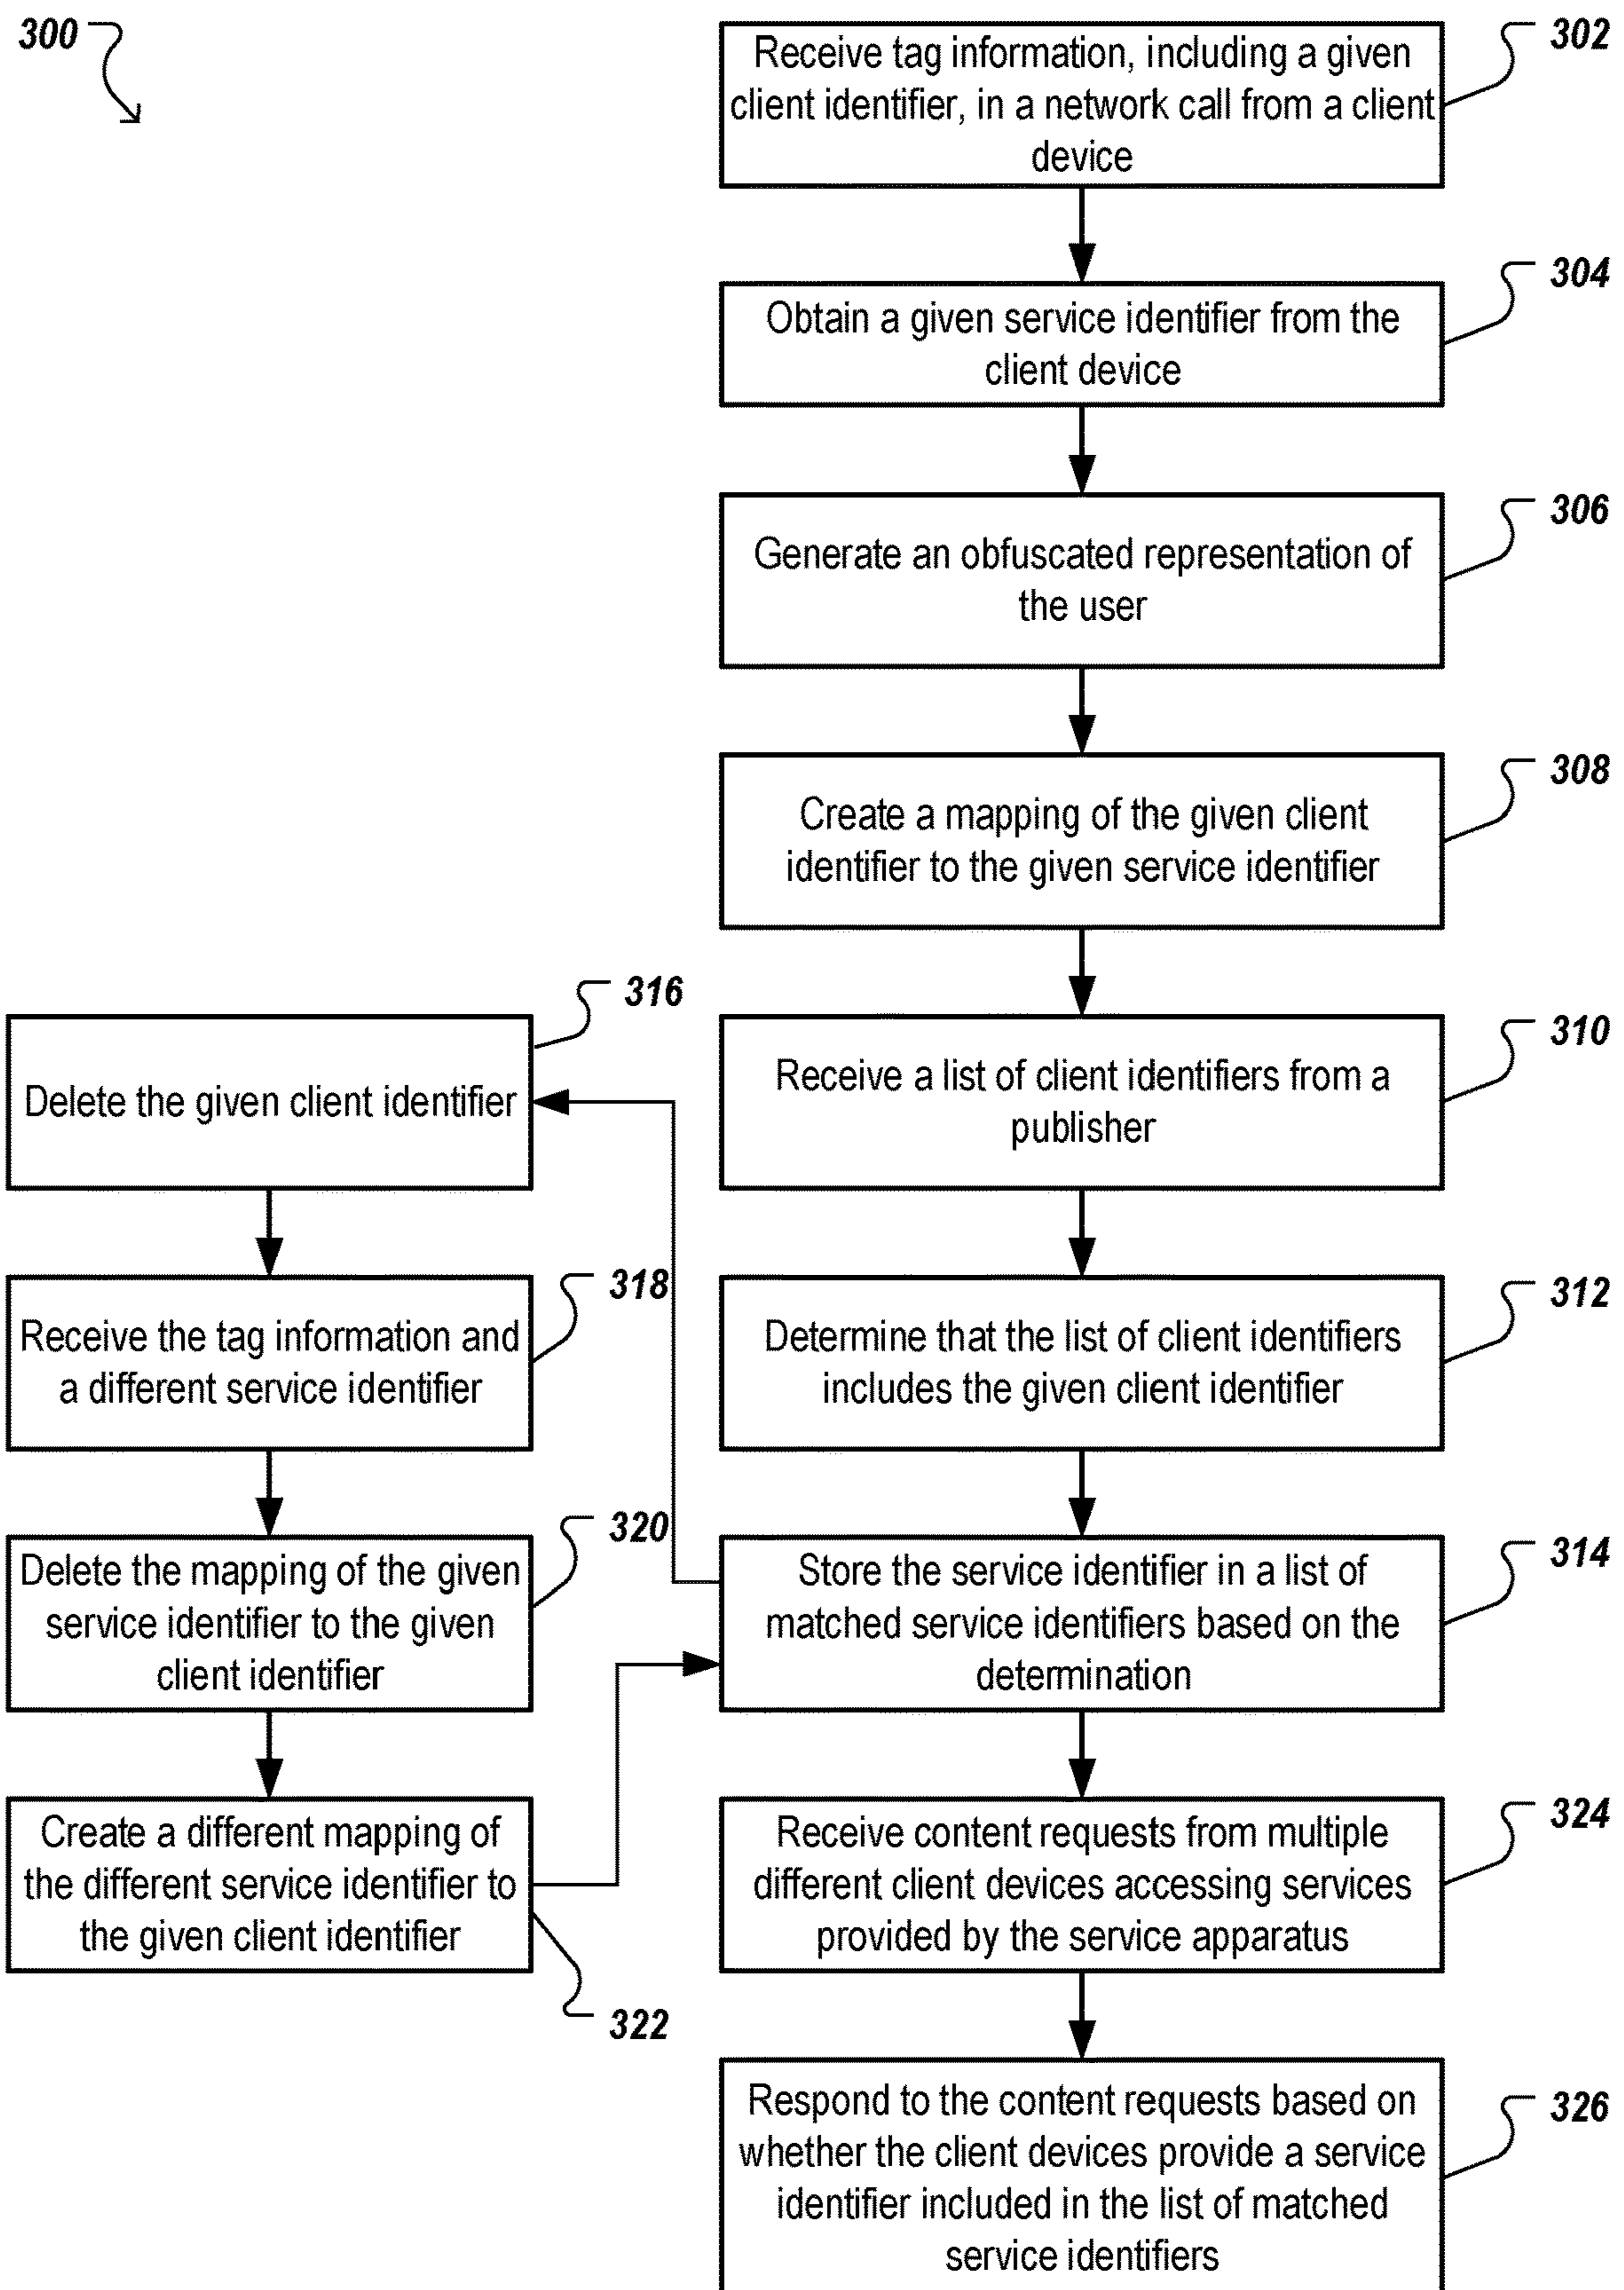 300
302
Receive tag information, including a given
client identifier, in a network call from a client
device
304
Obtain a given service identifier from the
client device
306
Generate an obfuscated representation of
the user
308
Create a mapping of the given client
identifier to the given service identifier
310
Receive a list of client identifiers from a
publisher
312
Determine that the list of client identifiers
includes the given client identifier
314
Store the service identifier in a list of
matched service identifiers based on the
determination
316
Delete the given client identifier
318
Receive the tag information and
a different service identifier
320
Delete the mapping of the given
service identifier to the given
client identifier
Create a different mapping of
the different service identifier to
the given client identifier
322
324
Receive content requests from multiple
different client devices accessing services
provided by the service apparatus
326
Respond to the content requests based on
whether the client devices provide a service
identifier included in the list of matched
service identifiers